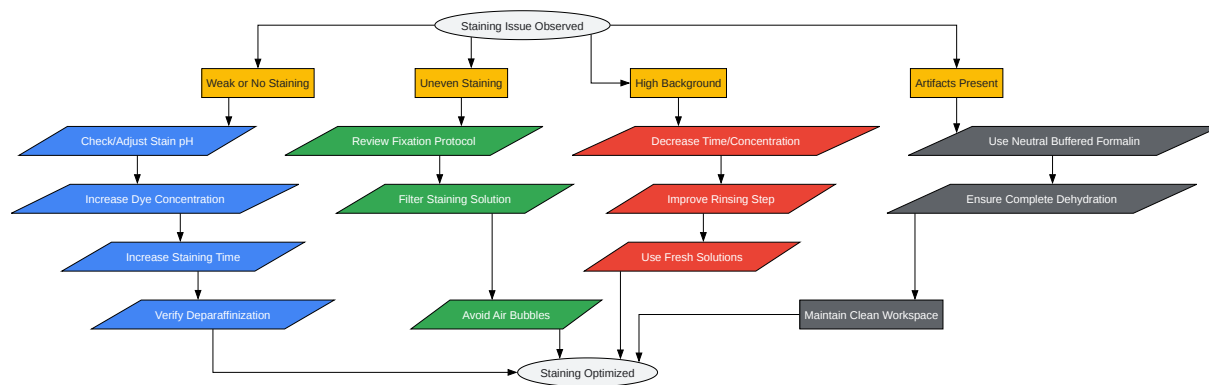 Staining Issue Observed
Weak or No Staining
Uneven Staining
High Background
Artifacts Present
Check/Adjust Stain pH
Review Fixation Protocol
Decrease Time/Concentration
Use Neutral Buffered Formalin
Increase Dye Concentration
Filter Staining Solution
Improve Rinsing Step
Ensure Complete Dehydration
Increase Staining Time
Use Fresh Solutions
Verify Deparaffinization
Avoid Air Bubbles
Maintain Clean Workspace
Staining Optimized